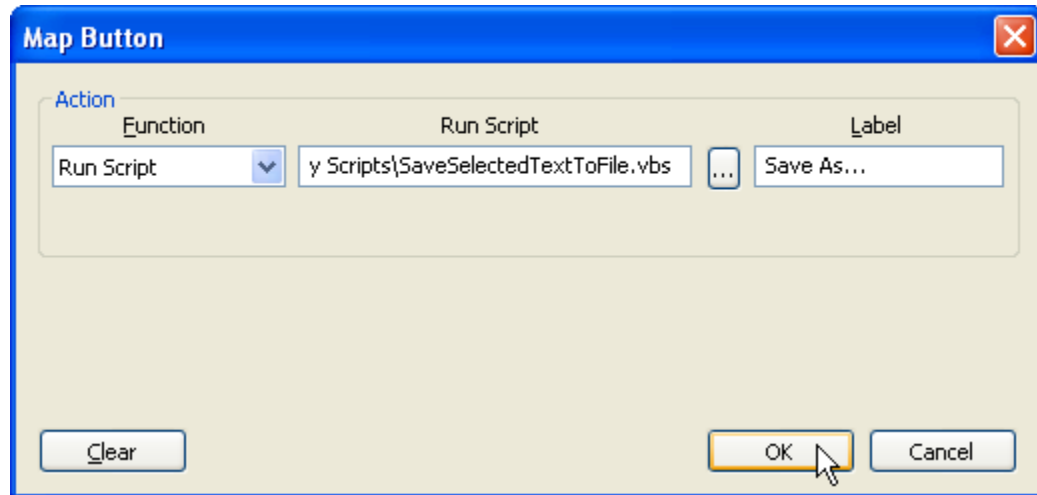 Map Button
Action
Function Run Script Label
Run Script y Scripts\SaveSelectedTextToFile.vbs ... Save As...
Clear OK Cancel